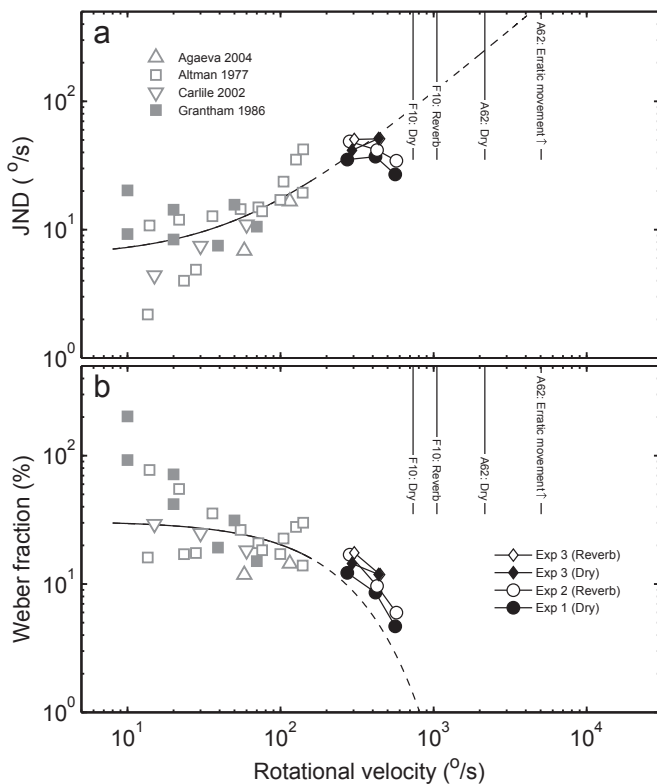 a
Agaeva 2004
Altman 1977
Carlile 2002
Grantham 1986
F10: Dry
F10: Reverb
A62: Dry
A62: Erratic movement ↑
10²
10¹
10⁰
JND (°/s)
b
F10: Dry
F10: Reverb
A62: Dry
A62: Erratic movement ↑
Exp 3 (Reverb)
Exp 3 (Dry)
Exp 2 (Reverb)
Exp 1 (Dry)
10²
10¹
10⁰
Weber fraction (%)
10¹ 10² 10³ 10⁴
Rotational velocity (°/s)